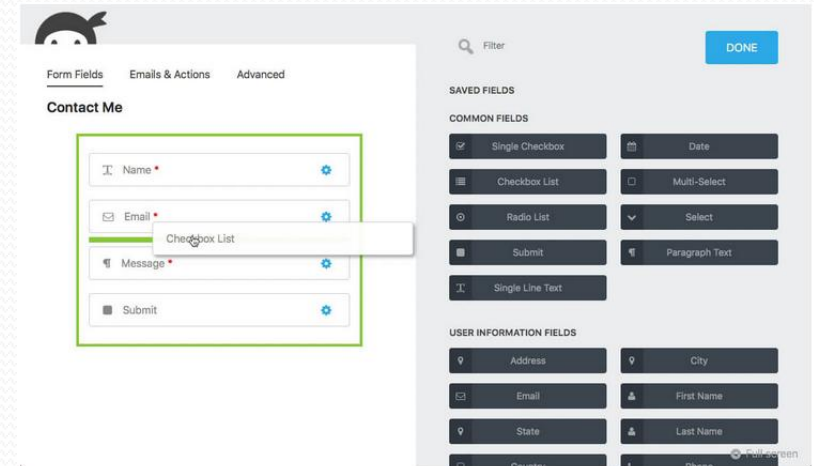 Form Fields Emails & Actions Advanced
Contact Me
Name *
Email *
Checkbox List
Message *
Submit
Filter
DONE
SAVED FIELDS
COMMON FIELDS
Single Checkbox Date
Checkbox List Multi-Select
Radio List Select
Submit Paragraph Text
Single Line Text
USER INFORMATION FIELDS
Address City
Email First Name
State Last Name
Full screen
Country Phone